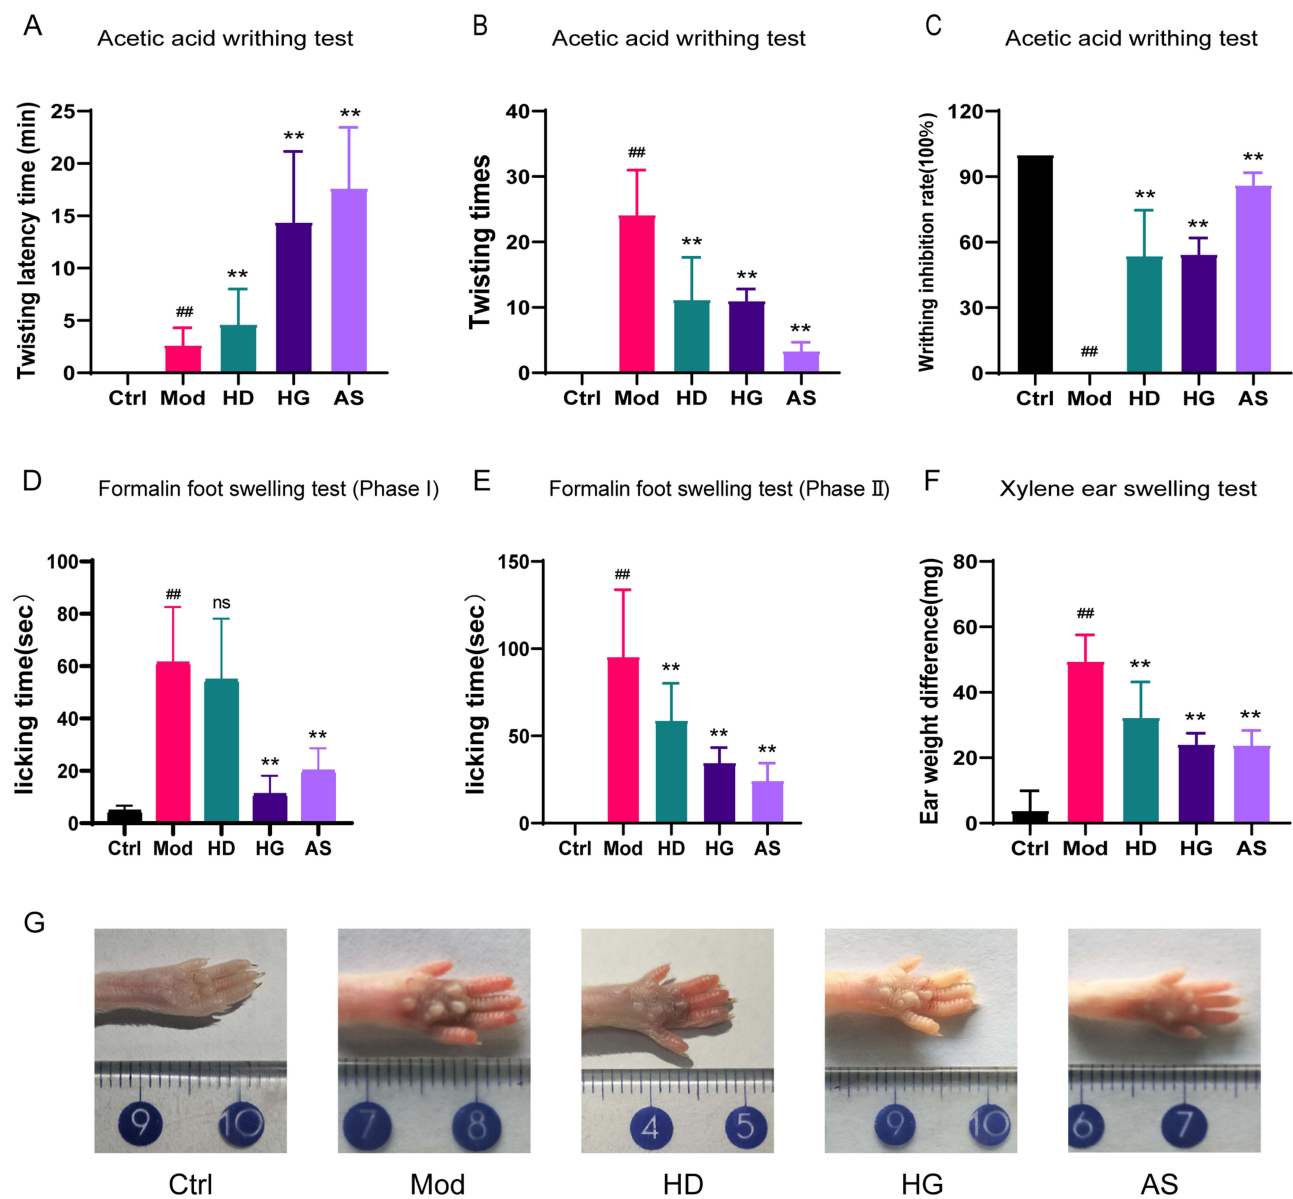 A
Acetic acid writhing test
Twisting latency time (min)
25
20
15
10
5
0
##
**
**
**
Ctrl Mod HD HG AS
B
Acetic acid writhing test
Twisting times
40
30
20
10
0
##
**
**
**
Ctrl Mod HD HG AS
C
Acetic acid writhing test
Writhing inhibition rate(100%)
120
90
60
30
0
##
**
**
**
Ctrl Mod HD HG AS
D
Formalin foot swelling test (Phase I)
licking time(sec）
100
80
60
40
20
0
##
ns
**
**
Ctrl Mod HD HG AS
E
Formalin foot swelling test (Phase Ⅱ)
licking time(sec）
150
100
50
0
##
**
**
**
Ctrl Mod HD HG AS
F
Xylene ear swelling test
Ear weight difference(mg)
80
60
40
20
0
##
**
**
**
Ctrl Mod HD HG AS
G
9 10
7 8
4 5
9 10
6 7
Ctrl Mod HD HG AS